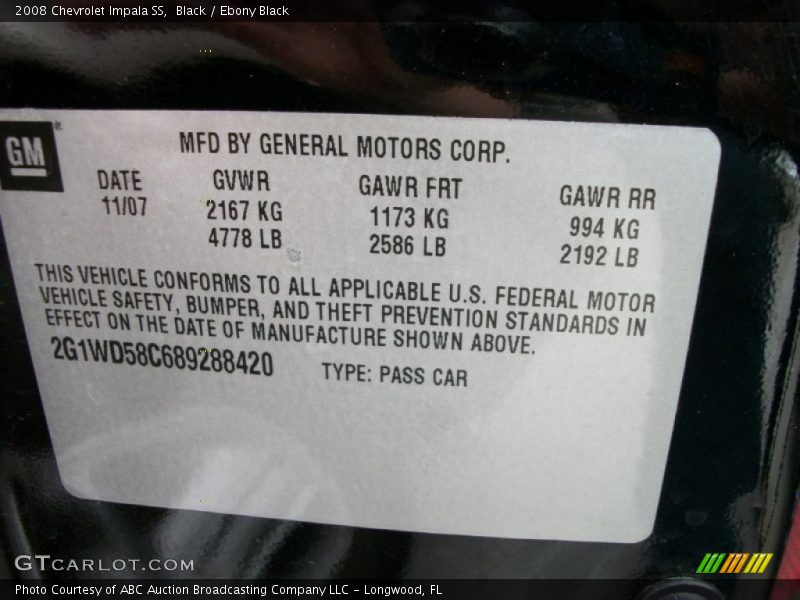 2008 Chevrolet Impala SS,  Black / Ebony Black
GM
MFD BY GENERAL MOTORS CORP.
DATE GVWR GAWR FRT GAWR RR
11/07 2167 KG 1173 KG 994 KG
4778 LB 2586 LB 2192 LB
THIS VEHICLE CONFORMS TO ALL APPLICABLE U.S. FEDERAL MOTOR
VEHICLE SAFETY, BUMPER, AND THEFT PREVENTION STANDARDS IN
EFFECT ON THE DATE OF MANUFACTURE SHOWN ABOVE.
2G1WD58C689288420 TYPE: PASS CAR
GTCARLOT.COM
Photo Courtesy of ABC Auction Broadcasting Company LLC - Longwood, FL